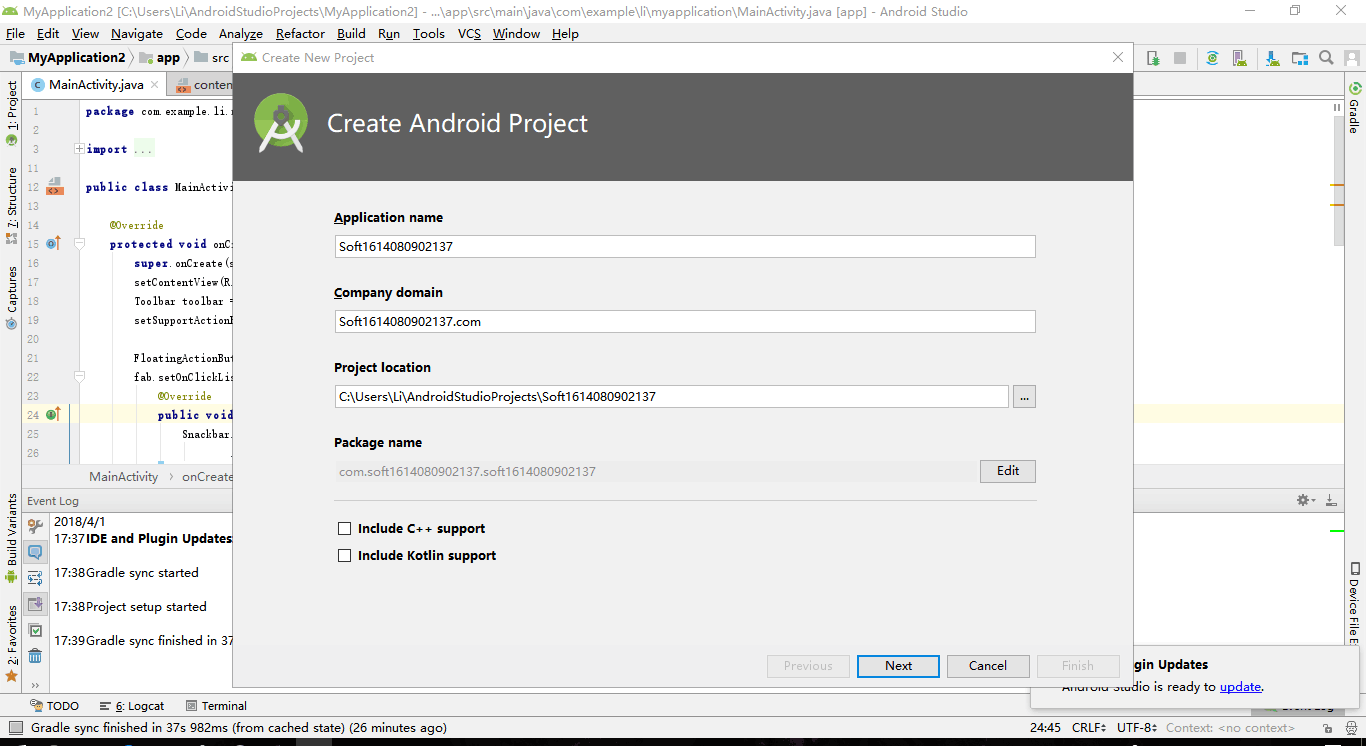 MyApplication2 [C:\Users\Li\AndroidStudioProjects\MyApplication2] - ...\app\src\main\java\com\example\li\myapplication\MainActivity.java [app] - Android Studio
File Edit View Navigate Code Analyze Refactor Build Run Tools VCS Window Help
MyApplication2 app src
Create New Project
MainActivity.java conten
1: Project
7: Structure
Captures
Build Variants
2: Favorites
Gradle
Device File E
1 package com.example.li.
2
3 import ...
11
12 public class MainActivi
13
14 @Override
15 protected void onC
16 super.onCreate(s
17 setContentView(R.
18 Toolbar toolbar =
19 setSupportActionB
20
21 FloatingActionBut
22 fab.setOnClickLis
23 @Override
24 public void
25 Snackbar.
26
MainActivity onCreate
Create Android Project
Application name
Soft1614080902137
Company domain
Soft1614080902137.com
Project location
C:\Users\Li\AndroidStudioProjects\Soft1614080902137
...
Package name
com.soft1614080902137.soft1614080902137
Edit
Include C++ support
Include Kotlin support
Previous Next Cancel Finish
Event Log
2018/4/1
17:37 IDE and Plugin Updates
17:38 Gradle sync started
17:38 Project setup started
17:39 Gradle sync finished in 37
>>
gin Updates
Android Studio is ready to update.
TODO 6: Logcat Terminal
Gradle sync finished in 37s 982ms (from cached state) (26 minutes ago)
24:45 CRLF UTF-8 Context: <no context>